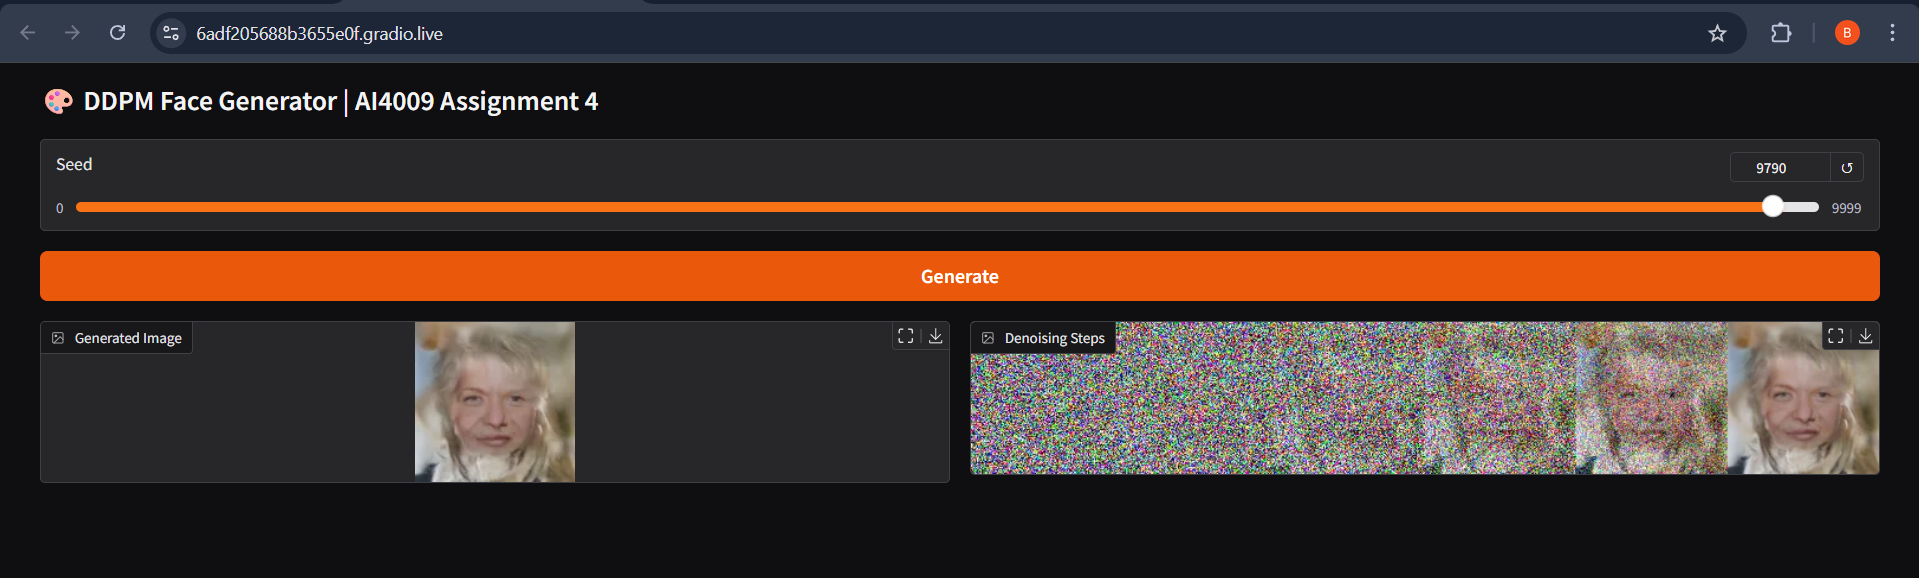 6adf205688b3655e0f.gradio.live
B
DDPM Face Generator | AI4009 Assignment 4
Seed
9790
0
9999
Generate
Generated Image
Denoising Steps